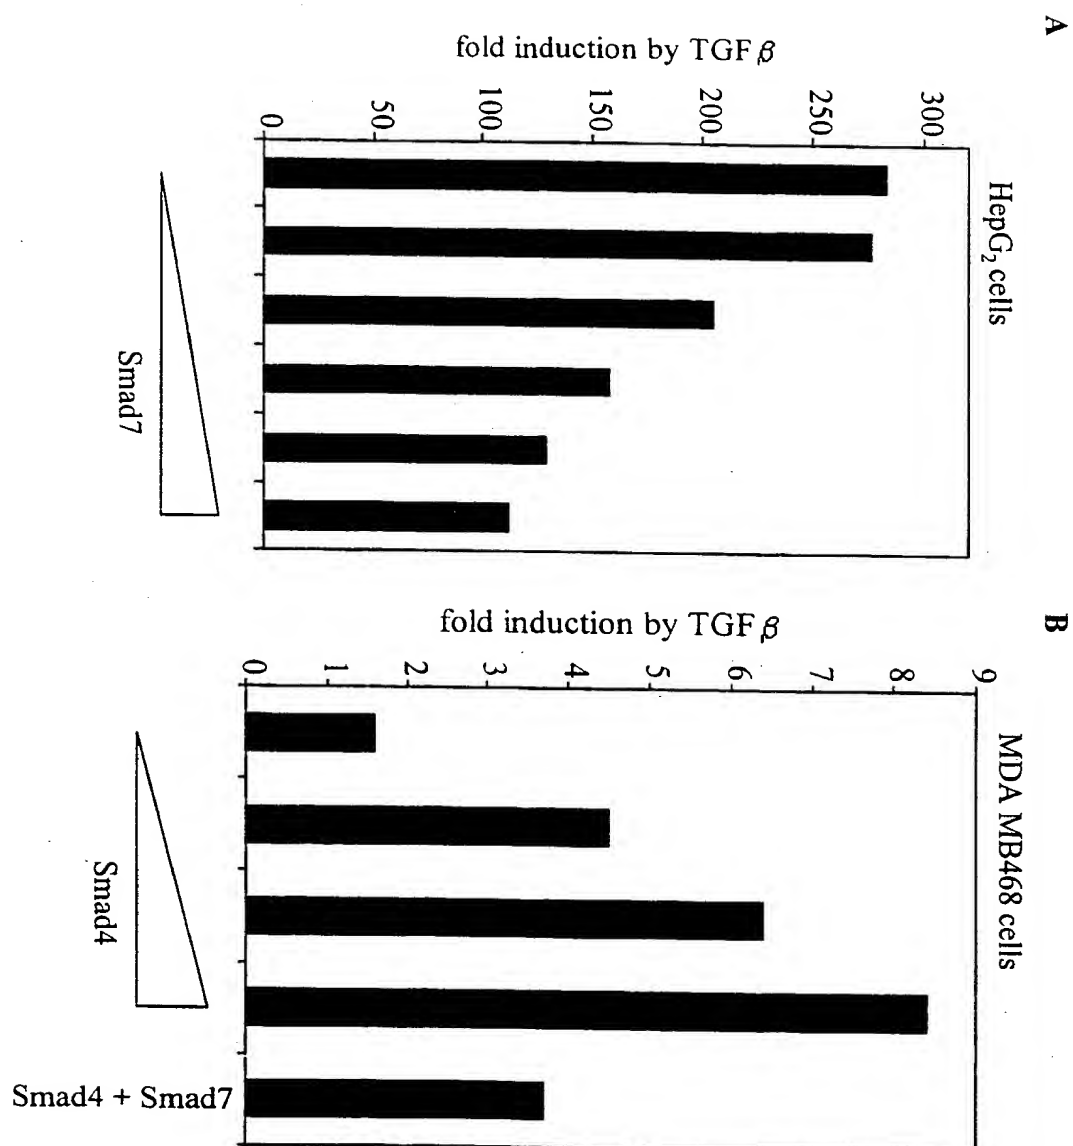 A
HepG2 cells
fold induction by TGFβ
300
250
200
150
100
50
0
Smad7
B
MDA MB468 cells
fold induction by TGFβ
9
8
7
6
5
4
3
2
1
0
Smad4
Smad4 + Smad7